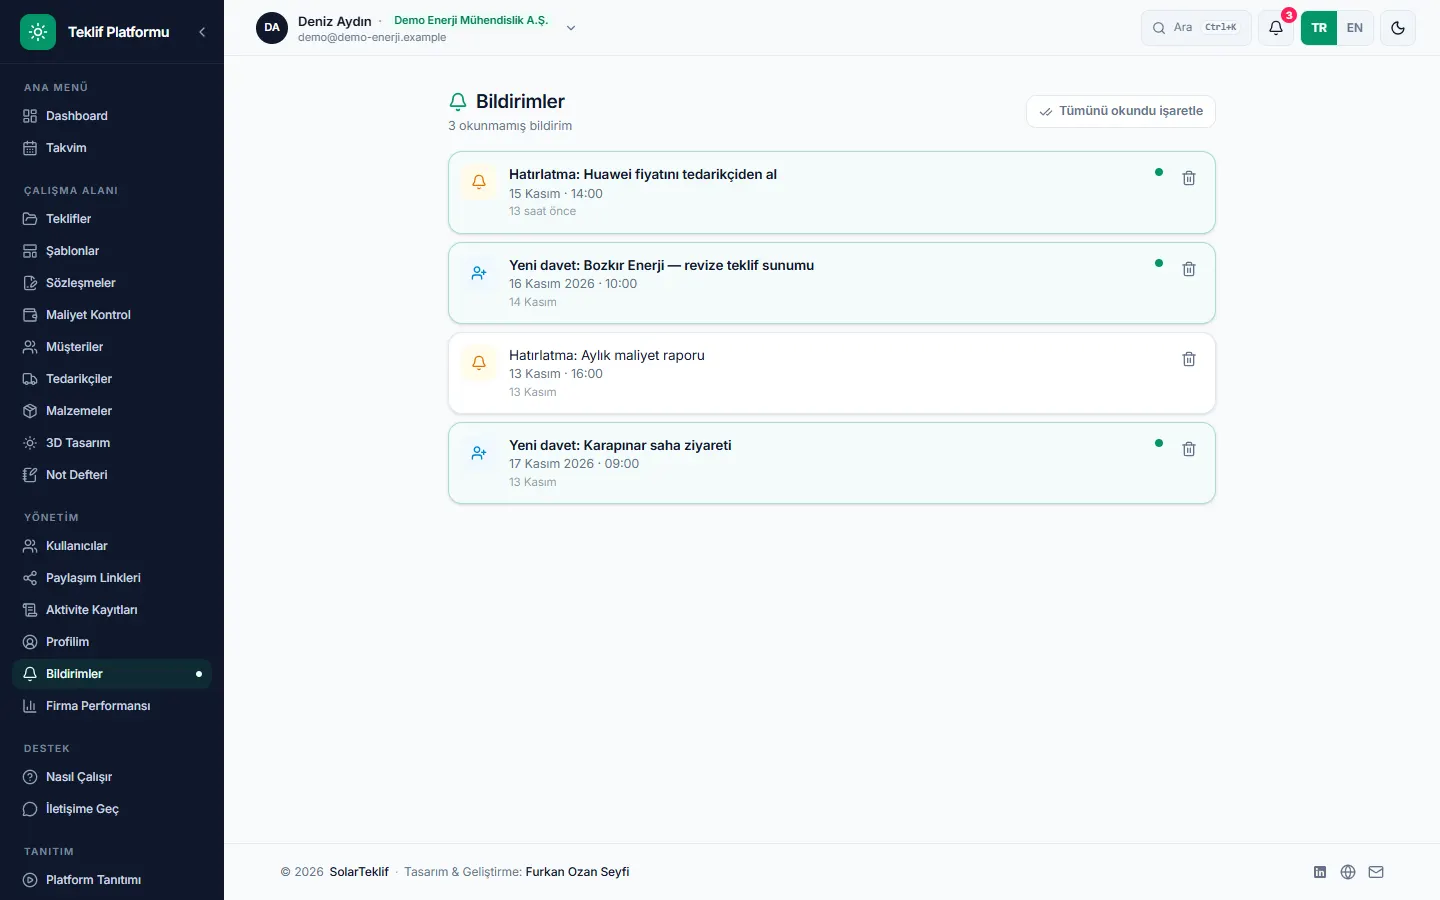 Teklif Platformu
ANA MENÜ
Dashboard
Takvim
ÇALIŞMA ALANI
Teklifler
Şablonlar
Sözleşmeler
Maliyet Kontrol
Müşteriler
Tedarikçiler
Malzemeler
3D Tasarım
Not Defteri
YÖNETİM
Kullanıcılar
Paylaşım Linkleri
Aktivite Kayıtları
Profilim
Bildirimler
Firma Performansı
DESTEK
Nasıl Çalışır
İletişime Geç
TANITIM
Platform Tanıtımı
DA
Deniz Aydın · Demo Enerji Mühendislik A.Ş.
demo@demo-enerji.example
Ara Ctrl+K
3
TR EN
Bildirimler
3 okunmamış bildirim
Tümünü okundu işaretle
Hatırlatma: Huawei fiyatını tedarikçiden al
15 Kasım · 14:00
13 saat önce
Yeni davet: Bozkır Enerji — revize teklif sunumu
16 Kasım 2026 · 10:00
14 Kasım
Hatırlatma: Aylık maliyet raporu
13 Kasım · 16:00
13 Kasım
Yeni davet: Karapınar saha ziyareti
17 Kasım 2026 · 09:00
13 Kasım
© 2026 SolarTeklif · Tasarım & Geliştirme: Furkan Ozan Seyfi